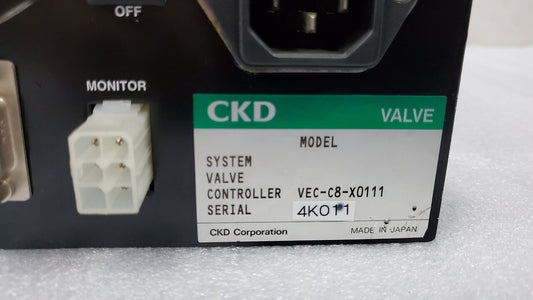 OFF
MONITOR
CKD VALVE
MODEL
SYSTEM
VALVE
CONTROLLER VEC-C8-X0111
SERIAL 4K011
CKD Corporation MADE IN JAPAN